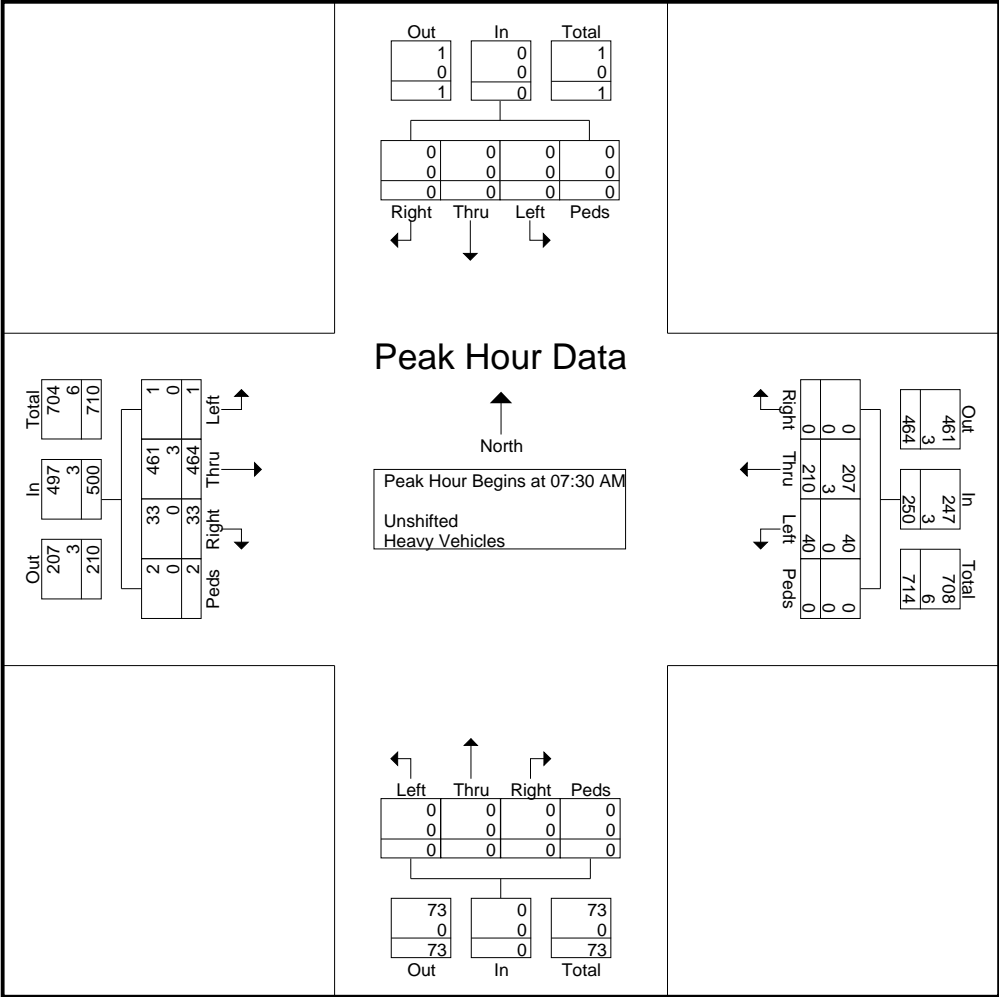 Out In Total
1 0 1
0 0 0
1 0 1
0 0 0 0
0 0 0 0
0 0 0 0
Right Thru Left Peds
Peak Hour Data
North
Peak Hour Begins at 07:30 AM
Unshifted
Heavy Vehicles
Total
704 6 710
In
497 3 500
Out
207 3 210
Left
1 0 1
Thru
461 3 464
Right
33 0 33
Peds
2 0 2
Right
0 0 0
Thru
207 3 210
Left
40 0 40
Peds
0 0 0
Out
461 3 464
In
247 3 250
Total
708 6 714
Left Thru Right Peds
0 0 0 0
0 0 0 0
0 0 0 0
73 0 73
0 0 0
73 0 73
Out In Total